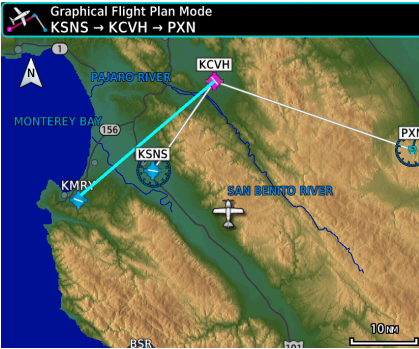 Graphical Flight Plan Mode
KSNS → KCVH → PXN
1
KCVH
N
PAJARO RIVER
MONTEREY BAY
156
PXN
KSNS
KMRY
SAN BENITO RIVER
10NM
BSR
101